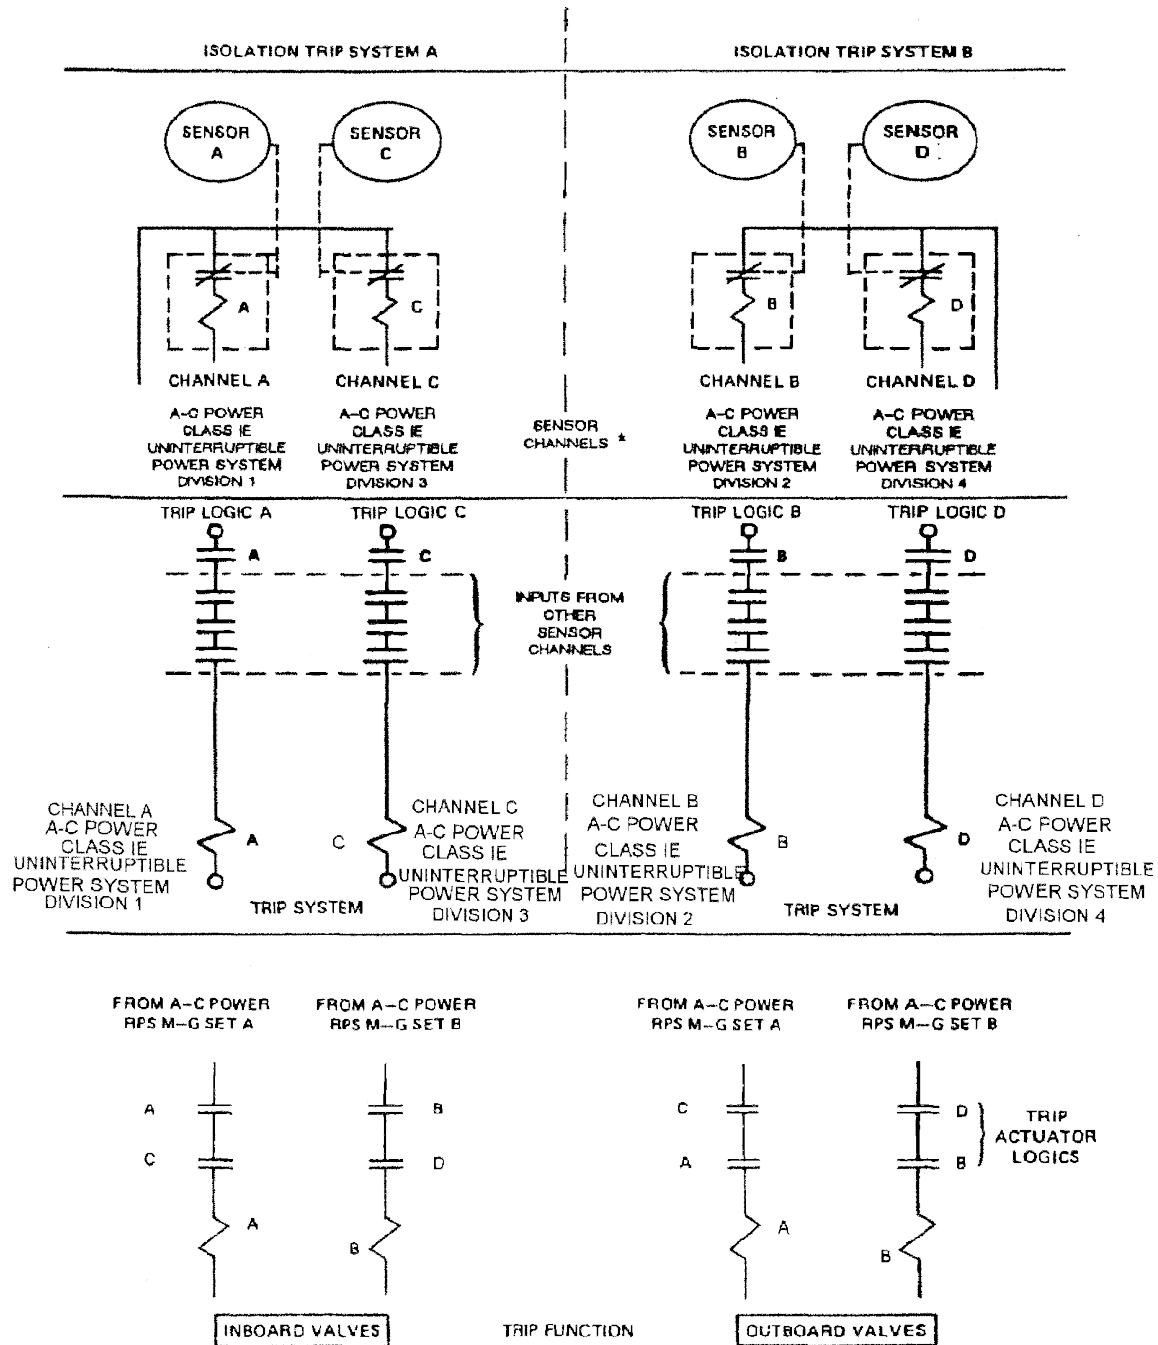 ISOLATION TRIP SYSTEM A
ISOLATION TRIP SYSTEM B
SENSOR
A
SENSOR
C
SENSOR
B
SENSOR
D
A
C
B
D
CHANNEL A
A-C POWER
CLASS IE
UNINTERRUPTIBLE
POWER SYSTEM
DIVISION 1
CHANNEL C
A-C POWER
CLASS IE
UNINTERRUPTIBLE
POWER SYSTEM
DIVISION 3
SENSOR
CHANNELS *
CHANNEL B
A-C POWER
CLASS IE
UNINTERRUPTIBLE
POWER SYSTEM
DIVISION 2
CHANNEL D
A-C POWER
CLASS IE
UNINTERRUPTIBLE
POWER SYSTEM
DIVISION 4
TRIP LOGIC A
TRIP LOGIC C
TRIP LOGIC B
TRIP LOGIC D
A
C
B
D
INPUTS FROM
OTHER
SENSOR
CHANNELS
CHANNEL A
A-C POWER
CLASS IE
UNINTERRUPTIBLE
POWER SYSTEM
DIVISION 1
A
TRIP SYSTEM
C
CHANNEL C
A-C POWER
CLASS IE
UNINTERRUPTIBLE
POWER SYSTEM
DIVISION 3
CHANNEL B
A-C POWER
CLASS IE
UNINTERRUPTIBLE
POWER SYSTEM
DIVISION 2
B
TRIP SYSTEM
D
CHANNEL D
A-C POWER
CLASS IE
UNINTERRUPTIBLE
POWER SYSTEM
DIVISION 4
FROM A-C POWER
RPS M-G SET A
FROM A-C POWER
RPS M-G SET B
FROM A-C POWER
RPS M-G SET A
FROM A-C POWER
RPS M-G SET B
A
C
A
B
D
B
C
A
A
D
B
B
TRIP
ACTUATOR
LOGICS
INBOARD VALVES
TRIP FUNCTION
OUTBOARD VALVES